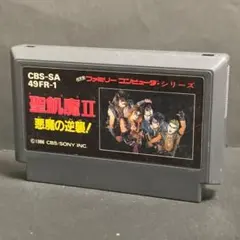 CBS-SA
49FR-1
ファミリーコンピュータ・シリーズ
聖飢魔II
悪魔の逆襲!
©1986 CBS/SONY INC.